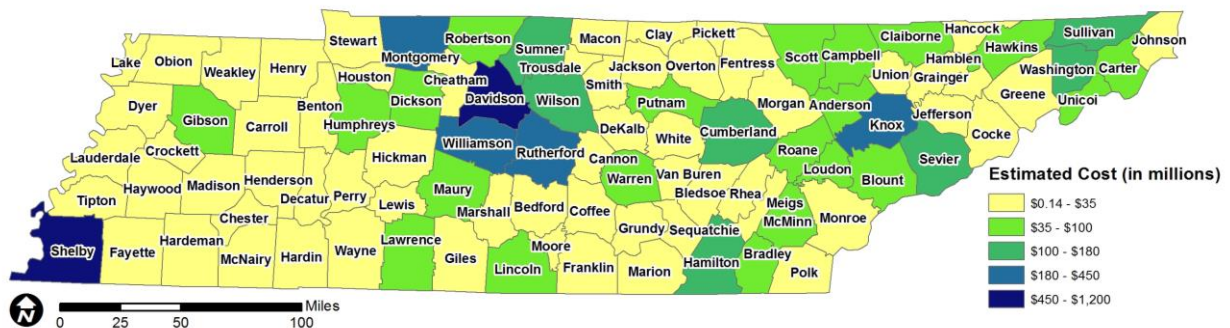 Stewart
Montgomery
Robertson
Sumner
Macon
Clay
Pickett
Scott
Campbell
Claiborne
Hancock
Hawkins
Sullivan
Johnson
Lake
Obion
Weakley
Henry
Houston
Cheatham
Trousdale
Smith
Jackson
Overton
Fentress
Union
Hamblen
Grainger
Washington
Carter
Greene
Unicoi
Dyer
Gibson
Carroll
Benton
Humphreys
Dickson
Davidson
Wilson
Putnam
Morgan
Anderson
Knox
Jefferson
Cocke
Lauderdale
Crockett
Haywood
Madison
Henderson
Decatur
Perry
Hickman
Williamson
Rutherford
Cannon
DeKalb
White
Cumberland
Roane
Loudon
Blount
Sevier
Tipton
Chester
Lewis
Maury
Marshall
Bedford
Coffee
Warren
Van Buren
Bledsoe
Rhea
Meigs
McMinn
Monroe
Shelby
Fayette
Hardeman
McNairy
Hardin
Wayne
Lawrence
Giles
Lincoln
Moore
Franklin
Grundy
Marion
Sequatchie
Hamilton
Bradley
Polk
Estimated Cost (in millions)
$0.14 - $35
$35 - $100
$100 - $180
$180 - $450
$450 - $1,200
N
Miles
0 25 50 100